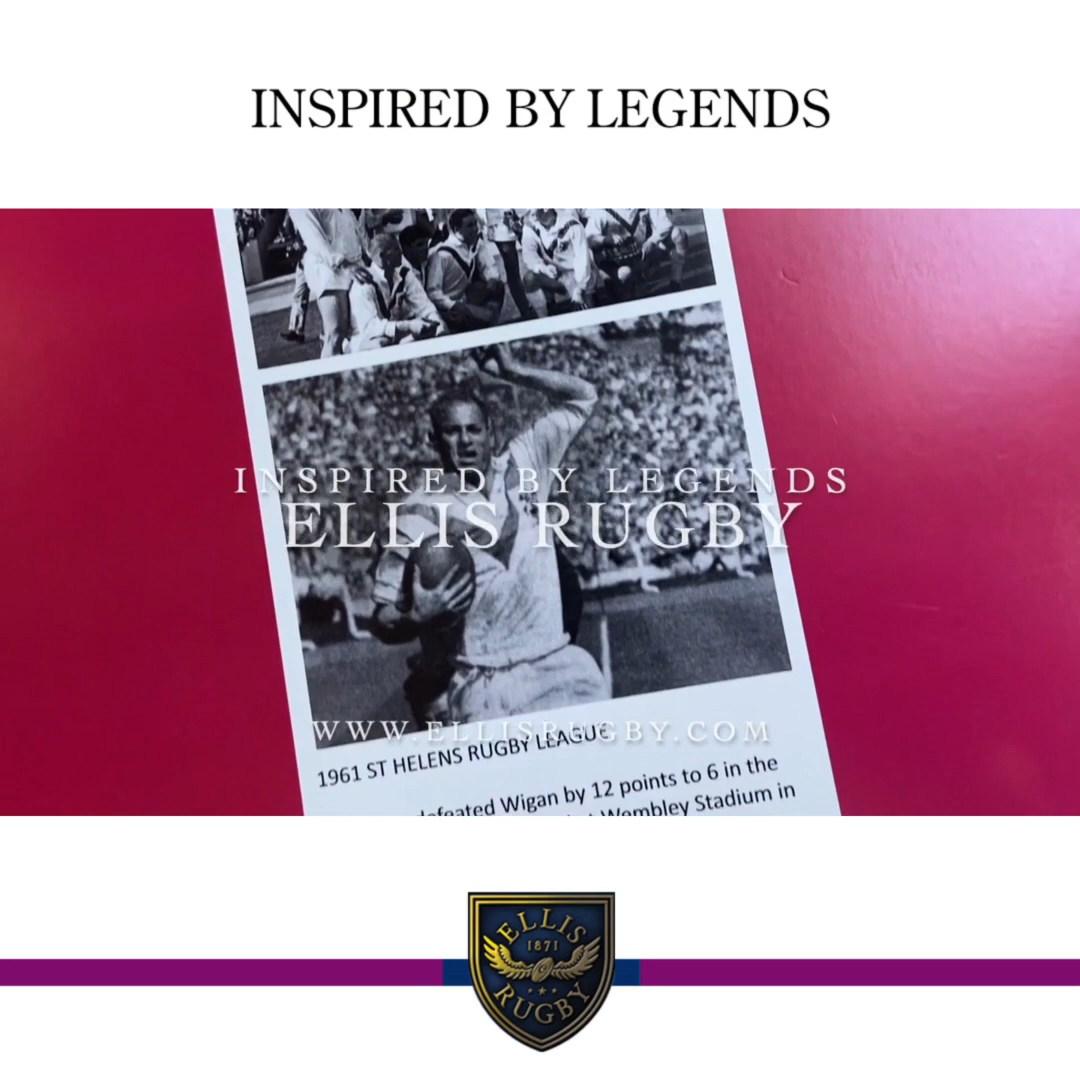 INSPIRED BY LEGENDS
INSPIRED BY LEGENDS
ELLIS RUGBY
WWW.ELLISRUGBY.COM
1961 ST HELENS RUGBY LEAGUE
defeated Wigan by 12 points to 6 in the
Wembley Stadium in
ELLIS
1871
RUGBY